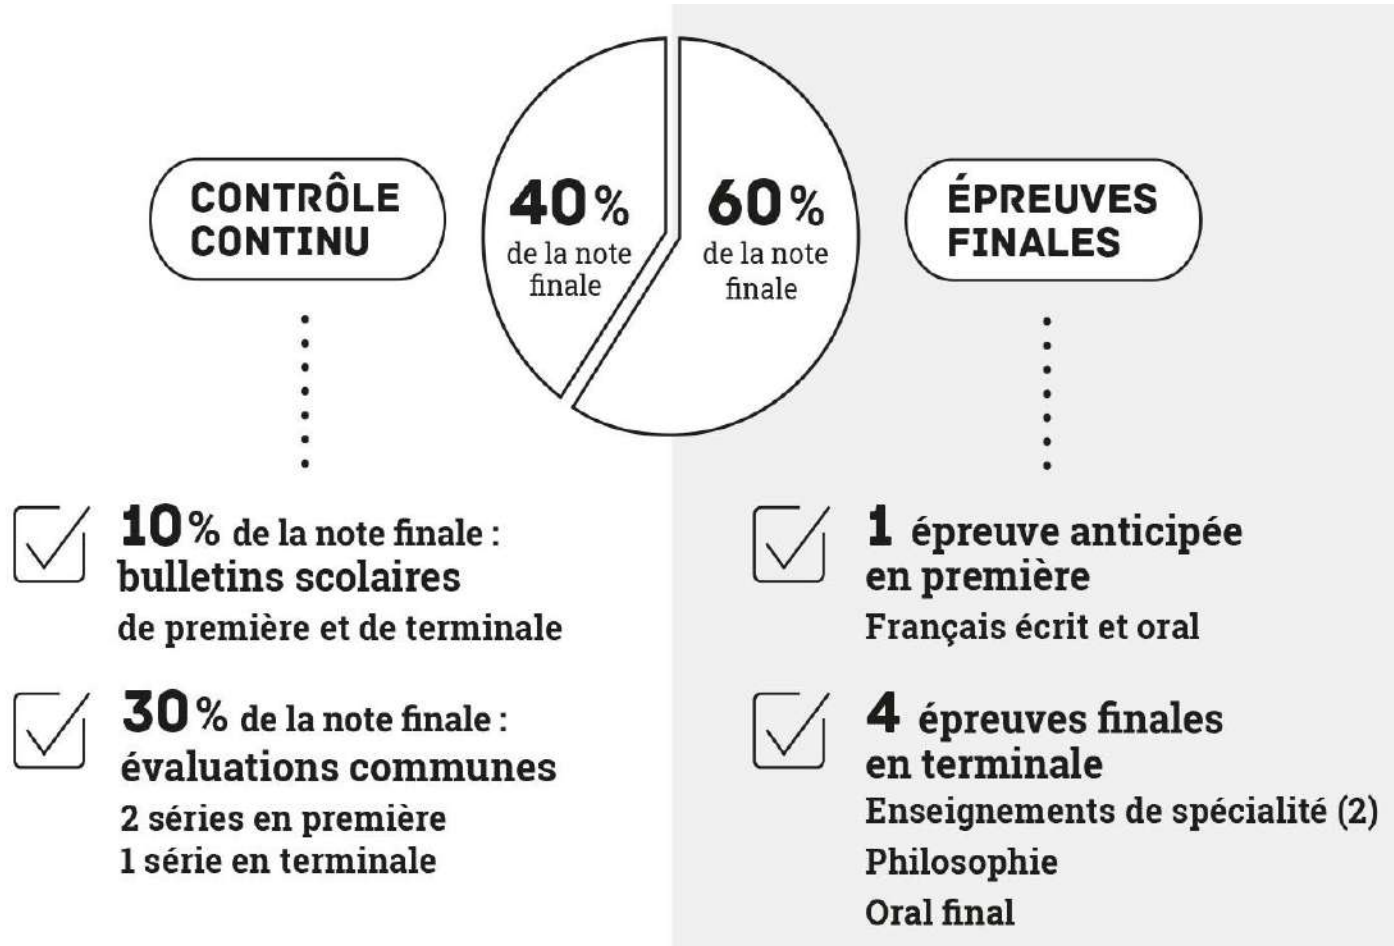 CONTRÔLE
CONTINU
10% de la note finale :
bulletins scolaires
de première et de terminale
30% de la note finale :
évaluations communes
2 séries en première
1 série en terminale
40%
de la note
finale
60%
de la note
finale
ÉPREUVES
FINALES
1 épreuve anticipée
en première
Français écrit et oral
4 épreuves finales
en terminale
Enseignements de spécialité (2)
Philosophie
Oral final